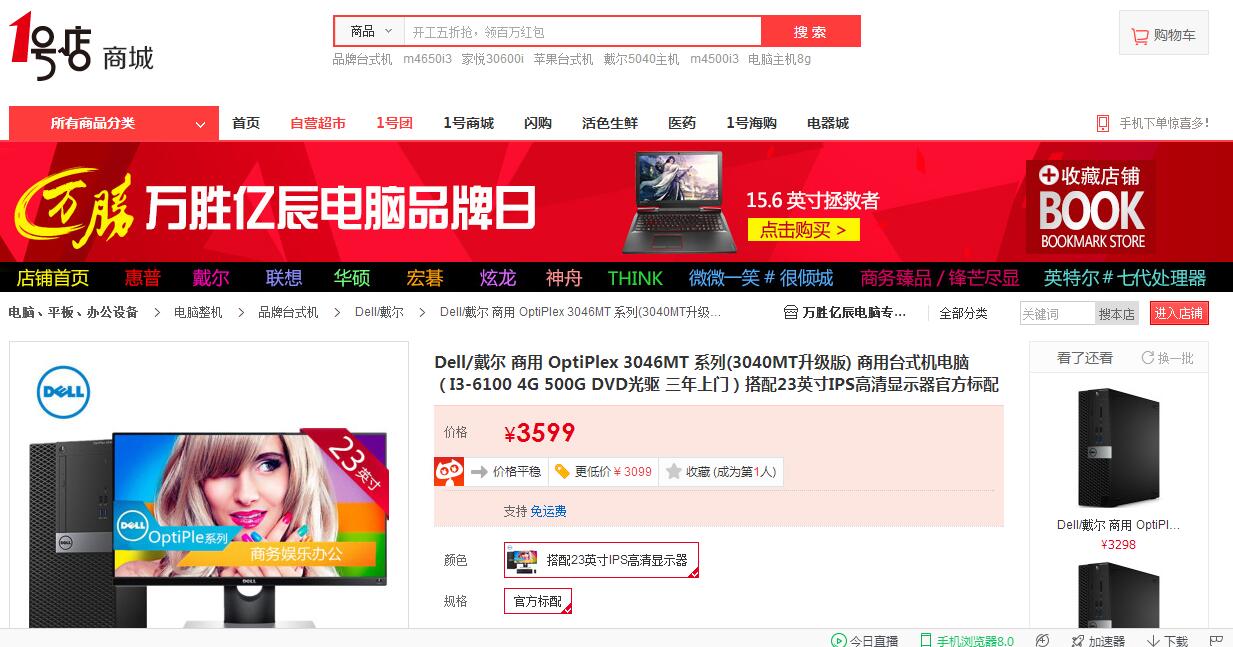 1号店 商城
商品 开工五折抢，领百万红包 搜 索
购物车
品牌台式机 m4650i3 家悦30600i 苹果台式机 戴尔5040主机 m4500i3 电脑主机8g
所有商品分类 首页 自营超市 1号团 1号商城 闪购 活色生鲜 医药 1号海购 电器城 手机下单惊喜多!
万勝 万胜亿辰电脑品牌日
15.6 英寸拯救者
点击购买 >
收藏店铺
BOOK
BOOKMARK STORE
店铺首页 惠普 戴尔 联想 华硕 宏碁 炫龙 神舟 THINK 微微一笑 # 很倾城 商务臻品 / 锋芒尽显 英特尔 # 七代处理器
电脑、平板、办公设备 > 电脑整机 > 品牌台式机 > Dell/戴尔 > Dell/戴尔 商用 OptiPlex 3046MT 系列(3040MT升级... 万胜亿辰电脑专... 全部分类 关键词 搜本店 进入店铺
DELL
23英寸
DELL OptiPle系列
商务娱乐办公
DELL
DELL
Dell/戴尔 商用 OptiPlex 3046MT 系列(3040MT升级版) 商用台式机电脑
（ I3-6100 4G 500G DVD光驱 三年上门 ）搭配23英寸IPS高清显示器官方标配
价格 ¥3599
价格平稳 更低价 ¥ 3099 收藏 (成为第1人)
支持 免运费
颜色 搭配23英寸IPS高清显示器
规格 官方标配
看了还看 换一批
Dell/戴尔 商用 OptiPl...
¥3298
今日直播 手机浏览器8.0 加速器 下载